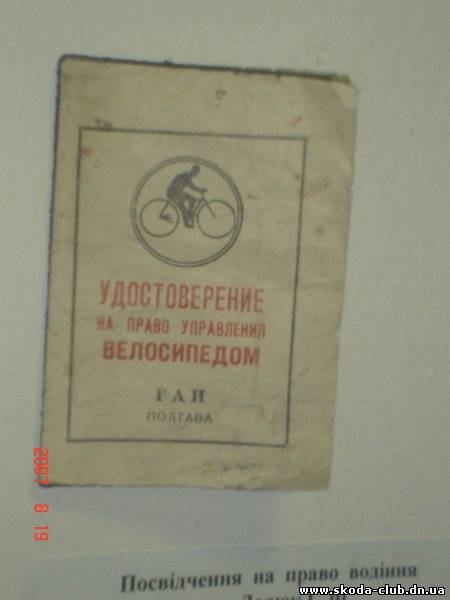 УДОСТОВЕРЕНИЕ
НА ПРАВО УПРАВЛЕНИЯ
ВЕЛОСИПЕДОМ
ГАИ
ПОЛТАВА
2007 8 19
Посвідчення на право водіння
www.skoda-club.dn.ua